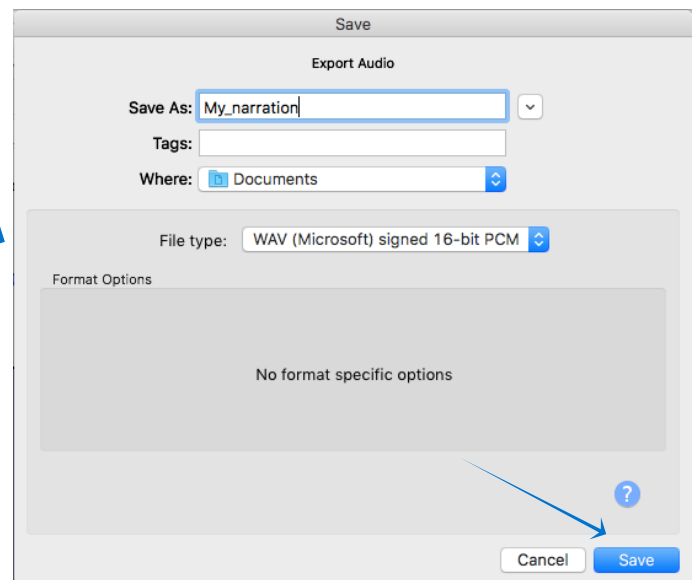 Save
Export Audio
Save As: My_narration
Tags:
Where: Documents
File type: WAV (Microsoft) signed 16-bit PCM
Format Options
No format specific options
?
Cancel Save